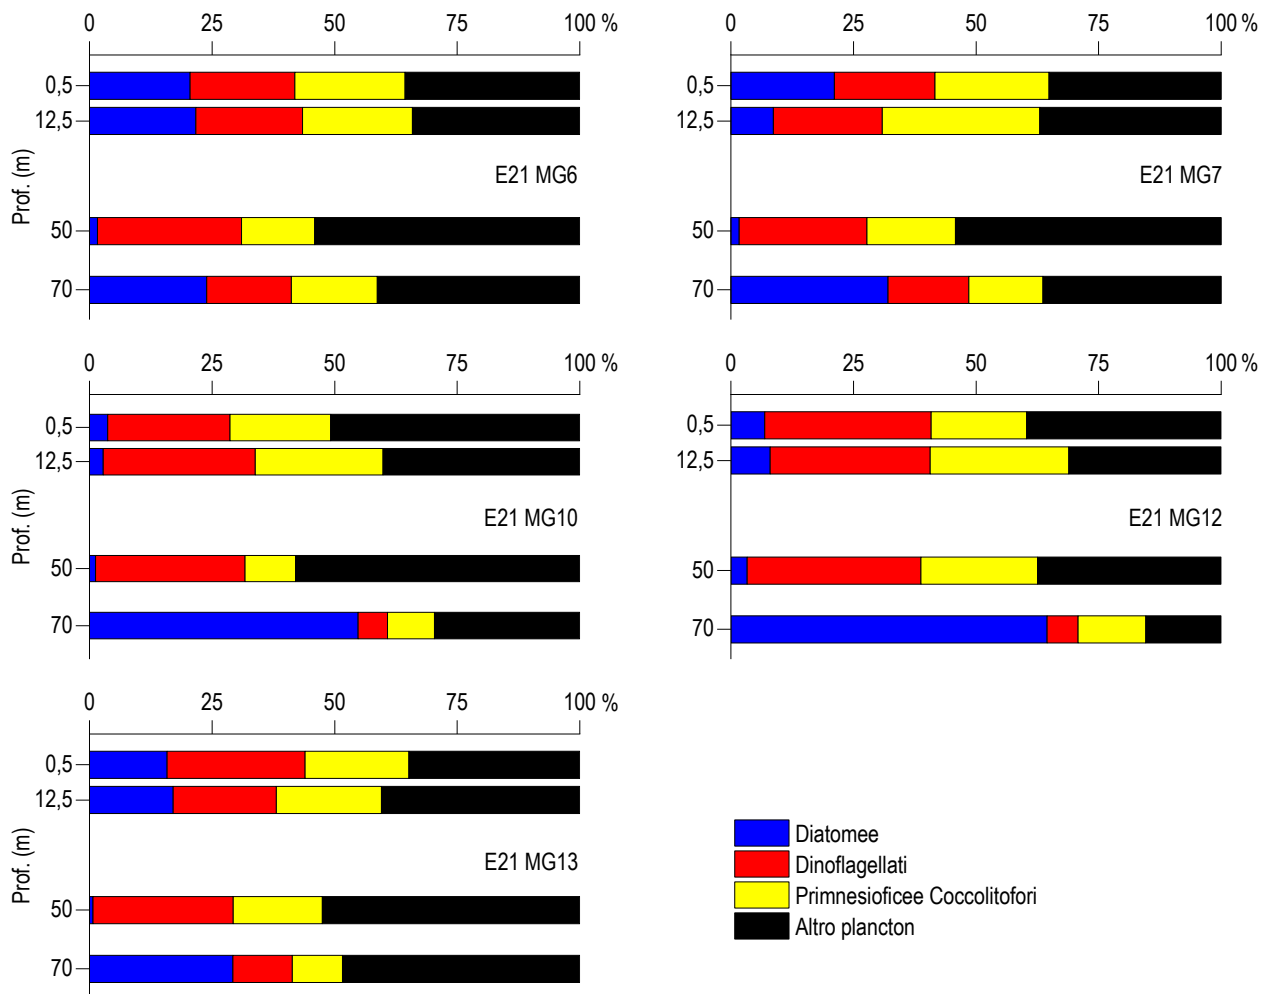 0 25 50 75 100 %
0,5
12,5
50
70
Prof. (m)
E21 MG6
0 25 50 75 100 %
0,5
12,5
50
70
E21 MG7
0 25 50 75 100 %
0,5
12,5
50
70
Prof. (m)
E21 MG10
0 25 50 75 100 %
0,5
12,5
50
70
E21 MG12
0 25 50 75 100 %
0,5
12,5
50
70
Prof. (m)
E21 MG13
Diatomee
Dinoflagellati
Primnesioficee Coccolitofori
Altro plancton